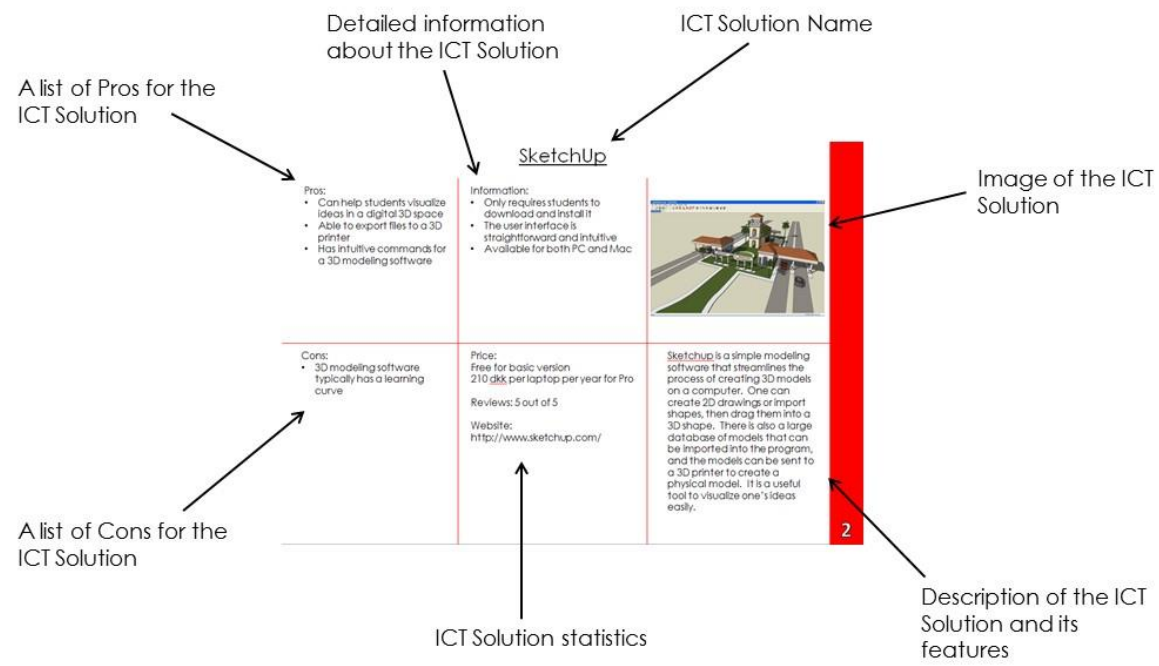 Detailed information
about the ICT Solution
ICT Solution Name
A list of Pros for the
ICT Solution
SketchUp
Image of the ICT
Solution
Pros:
• Can help students visualize
ideas in a digital 3D space
• Able to export files to a 3D
printer
• Has intuitive commands for
a 3D modeling software
Information:
• Only requires students to
download and install it
• The user interface is
straightforward and intuitive
• Available for both PC and Mac
Cons:
• 3D modeling software
typically has a learning
curve
Price:
Free for basic version
210 dkk per laptop per year for Pro
Reviews: 5 out of 5
Website:
http://www.sketchup.com/
Sketchup is a simple modeling
software that streamlines the
process of creating 3D models
on a computer. One can
create 2D drawings or import
shapes, then drag them into a
3D shape. There is also a large
database of models that can
be imported into the program,
and the models can be sent to
a 3D printer to create a
physical model. It is a useful
tool to visualize one's ideas
easily.
2
A list of Cons for the
ICT Solution
ICT Solution statistics
Description of the ICT
Solution and its
features